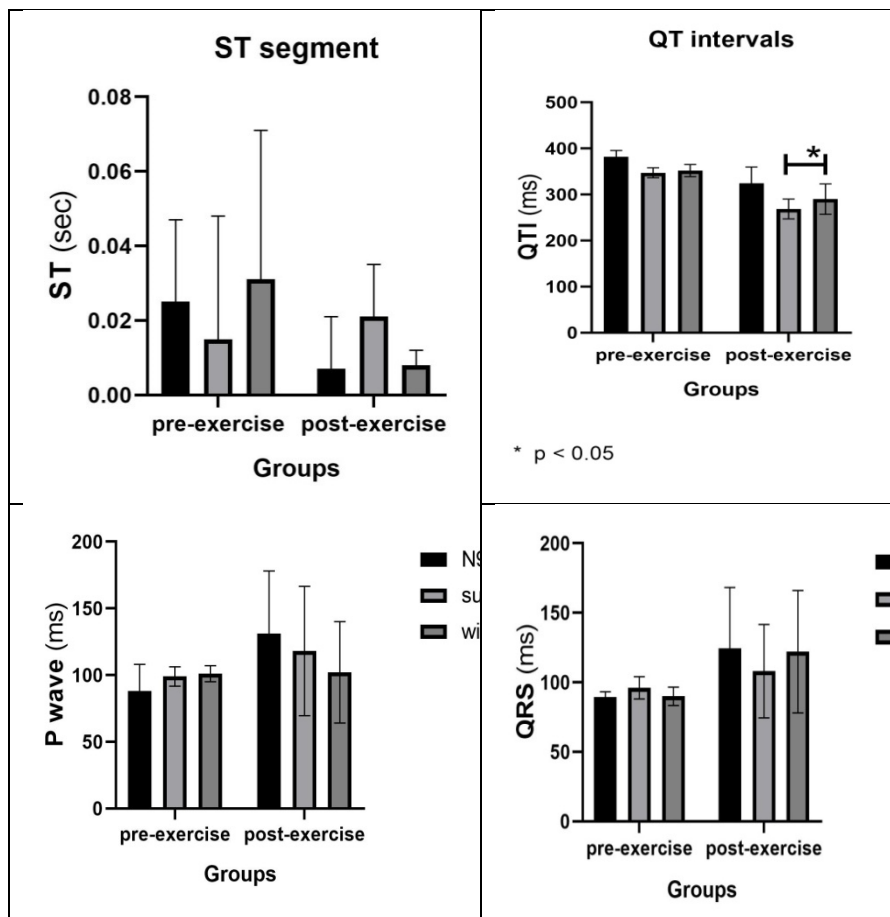 ST segment
0.08
0.06
0.04
0.02
0.00
ST (sec)
pre-exercise post-exercise
Groups
QT intervals
500
400
300
200
100
0
QTI (ms)
*
pre-exercise post-exercise
Groups
* p < 0.05
200
150
100
50
0
P wave (ms)
pre-exercise post-exercise
Groups
N9
su
wi
200
150
100
50
0
QRS (ms)
pre-exercise post-exercise
Groups